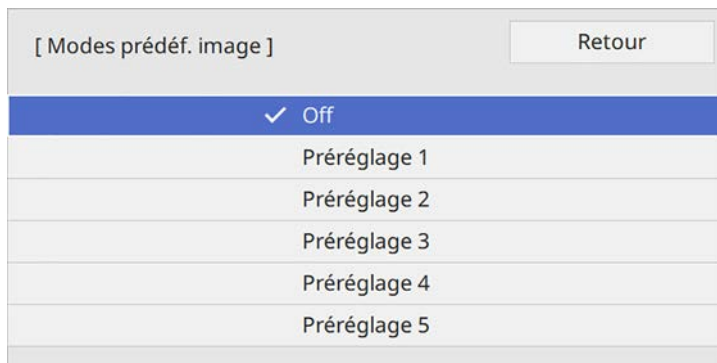 [ Modes prédéf. image ]
Retour
Off
Préréglage 1
Préréglage 2
Préréglage 3
Préréglage 4
Préréglage 5